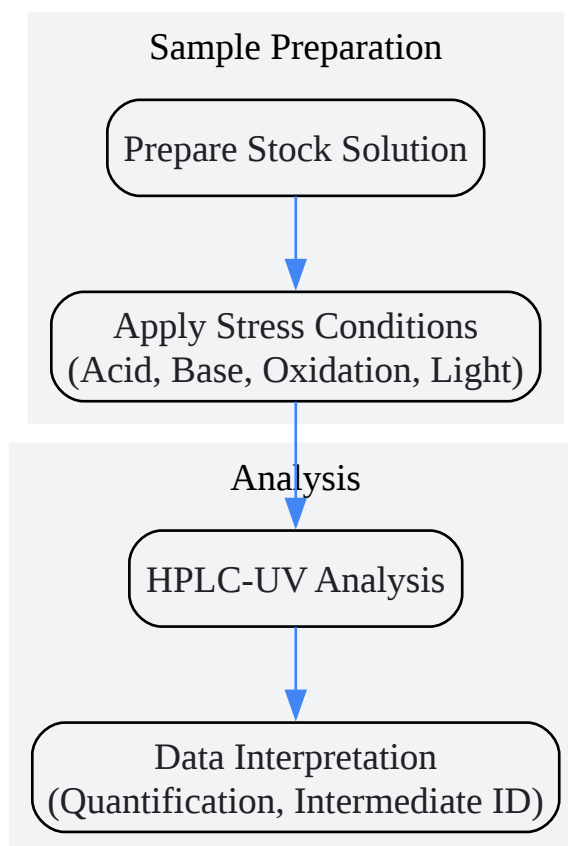 Sample Preparation
Prepare Stock Solution
Apply Stress Conditions
(Acid, Base, Oxidation, Light)
Analysis
HPLC-UV Analysis
Data Interpretation
(Quantification, Intermediate ID)